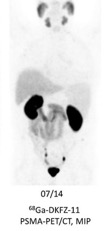 07/14
⁶⁸Ga-DKFZ-11
PSMA-PET/CT, MIP